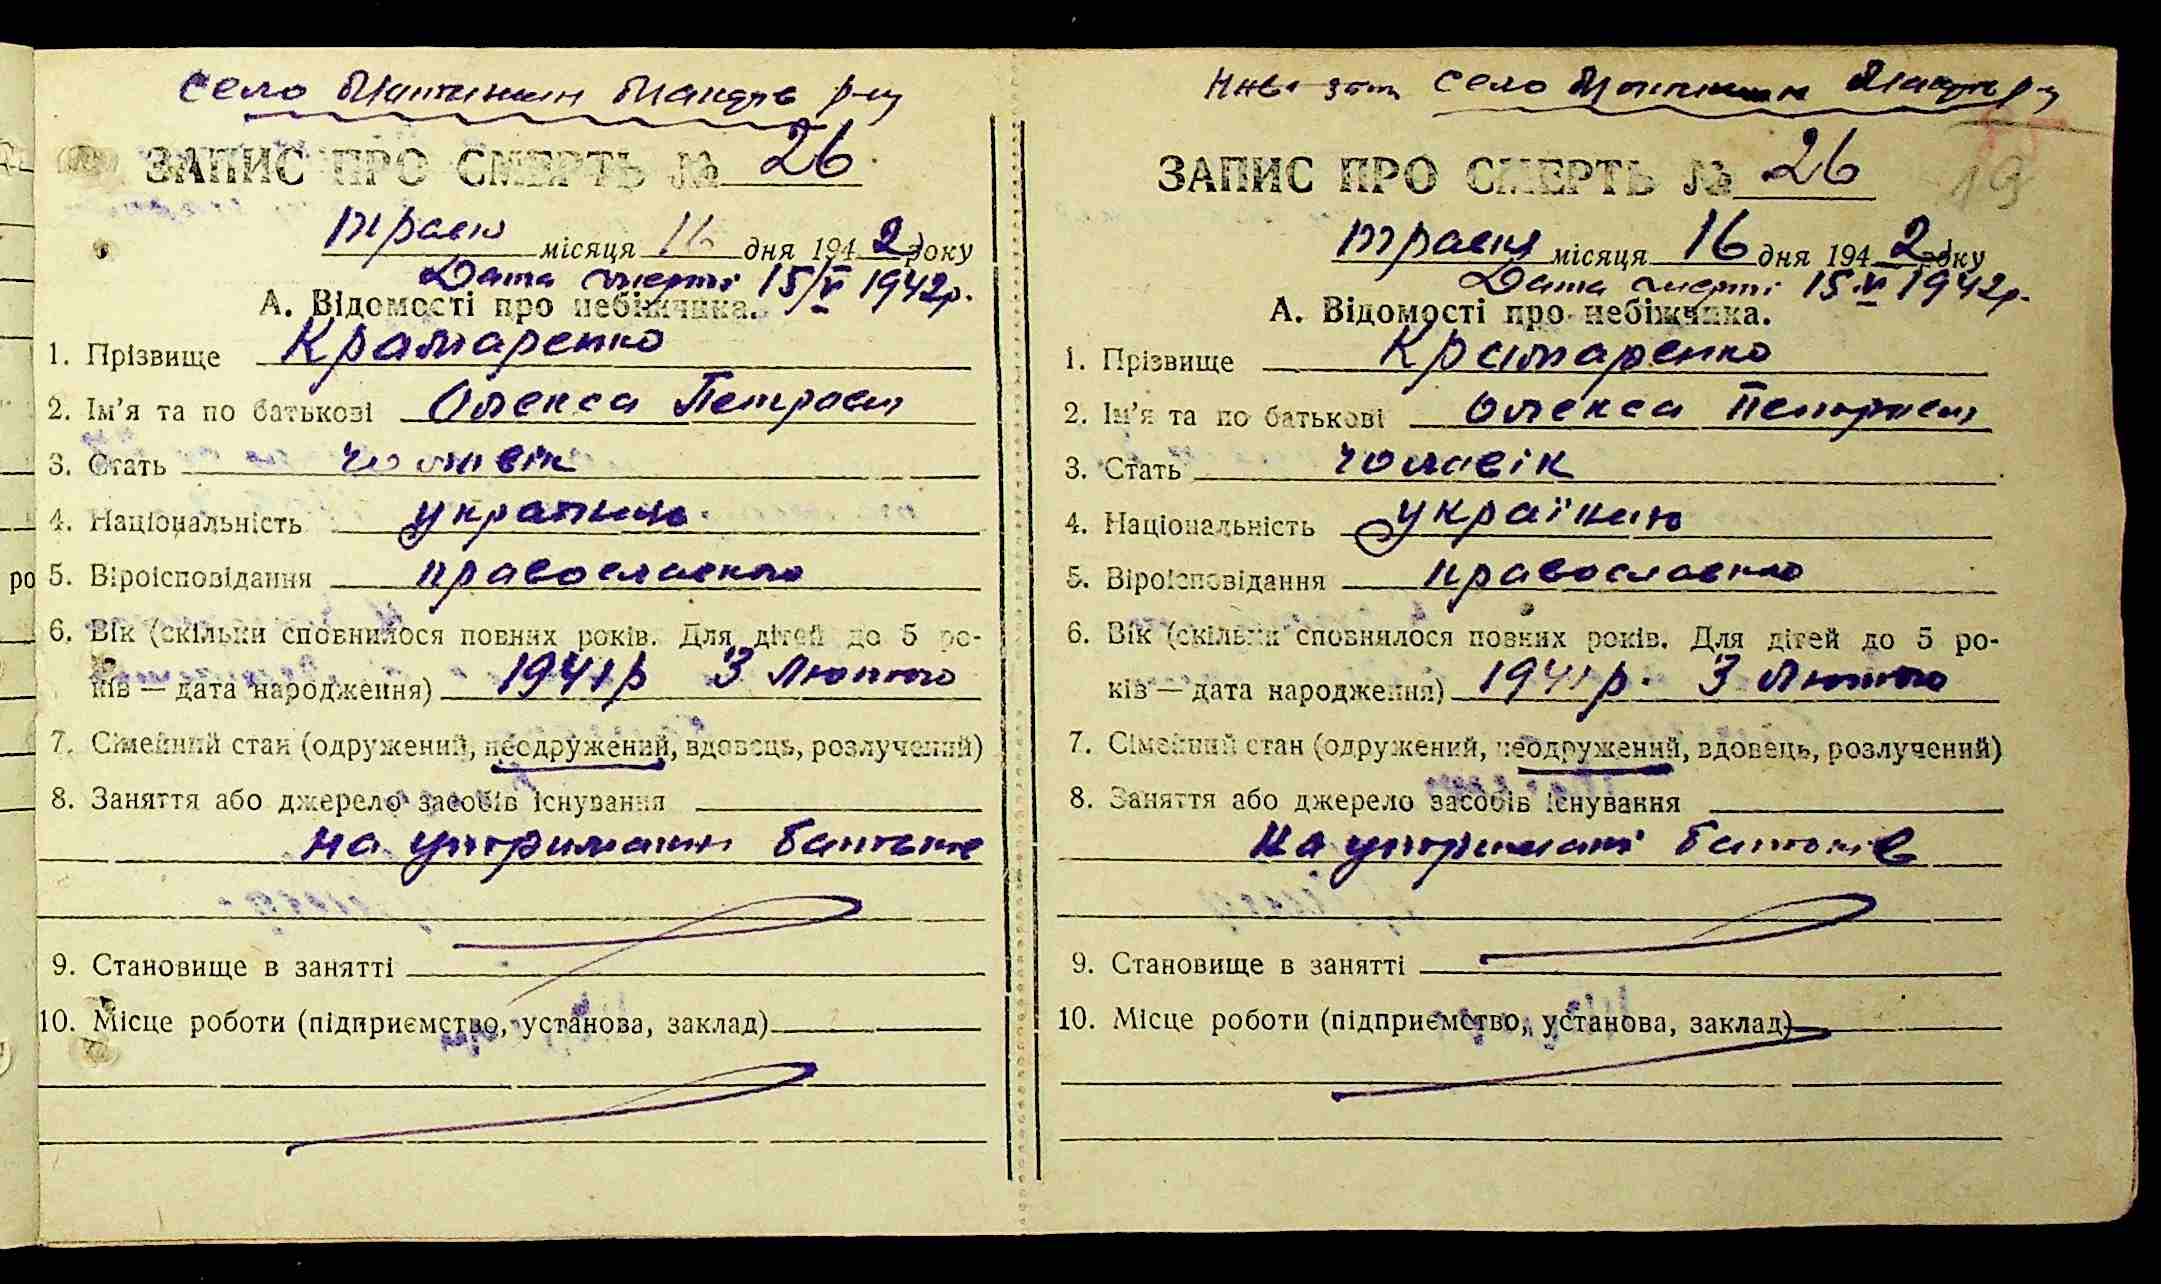 село
ЗАПИС ПРО СМЕРТЬ № 26
травня місяця 16 дня 1942 року
Дата смерті 15/V 1942р.
А. Відомості про небіжчика.
1. Прізвище Крамаренко
2. Ім'я та по батькові Олекса Петрович
3. Стать чоловік
4. Національність
5. Віроісповідання
6. Вік (скільки сповнилося повних років. Для дітей до 5 ро-
ків — дата народження) 1941р 3 Лютого
7. Сімейний стан (одружений, неодружений, вдовець, розлучений)
8. Заняття або джерело засобів існування
на утриманні батьків
9. Становище в занятті
10. Місце роботи (підприємство, установа, заклад)
село
ЗАПИС ПРО СМЕРТЬ № 26
19
травня місяця 16 дня 1942 року
Дата смерті 15.V 1942р.
А. Відомості про небіжчика.
1. Прізвище Крамаренко
2. Ім'я та по батькові Олекса Петрович
3. Стать чоловік
4. Національність
5. Віроісповідання
6. Вік (скільки сповнилося повних років. Для дітей до 5 ро-
ків — дата народження) 1941р. 3 Лютого
7. Сімейний стан (одружений, неодружений, вдовець, розлучений)
8. Заняття або джерело засобів існування
на утриманні батьків
9. Становище в занятті
10. Місце роботи (підприємство, установа, заклад)
ро